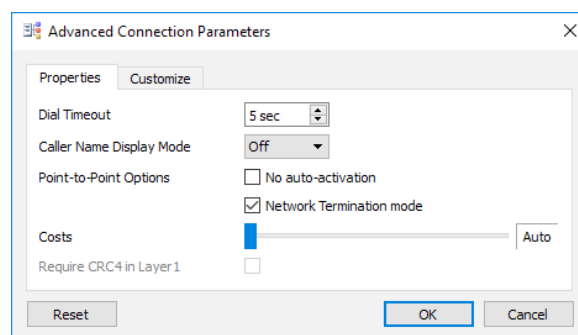 Advanced Connection Parameters
Properties Customize
Dial Timeout 5 sec
Caller Name Display Mode Off
Point-to-Point Options No auto-activation
Network Termination mode
Costs Auto
Require CRC4 in Layer1
Reset OK Cancel